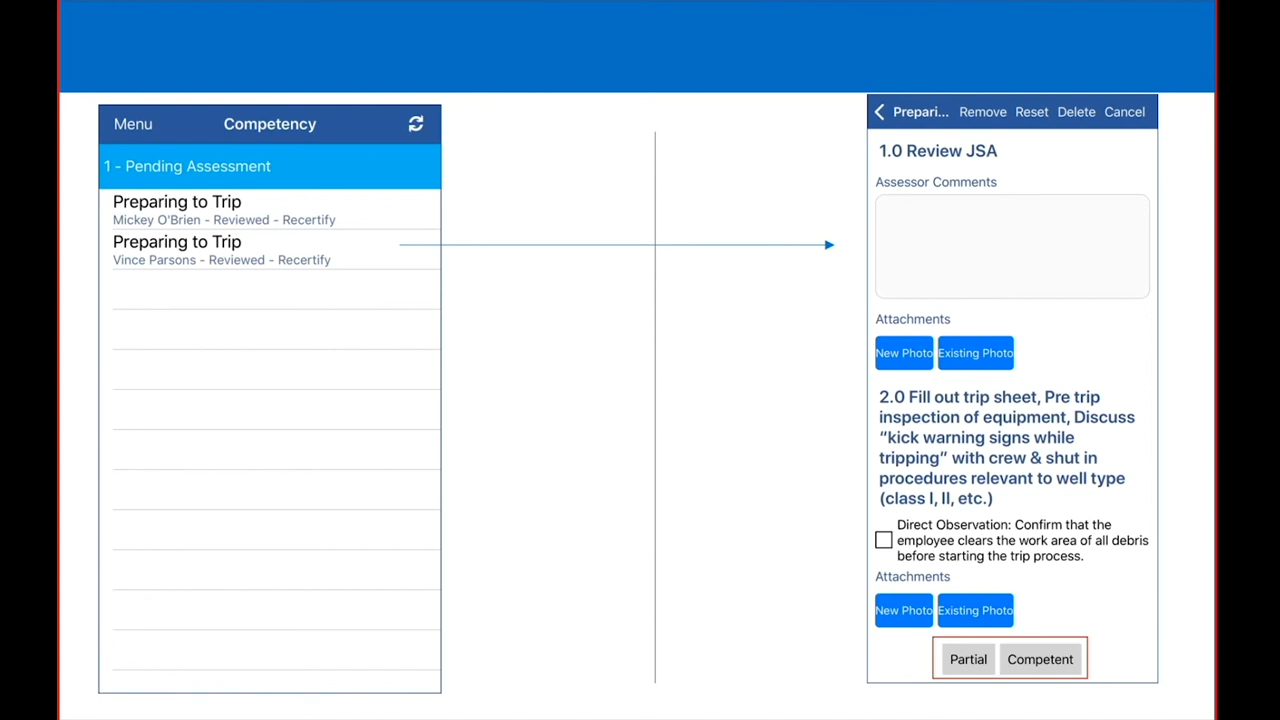 Menu
Competency
1 - Pending Assessment
Preparing to Trip
Mickey O'Brien - Reviewed - Recertify
Preparing to Trip
Vince Parsons - Reviewed - Recertify
Prepari... Remove Reset Delete Cancel
1.0 Review JSA
Assessor Comments
Attachments
New Photo Existing Photo
2.0 Fill out trip sheet, Pre trip
inspection of equipment, Discuss
“kick warning signs while
tripping” with crew & shut in
procedures relevant to well type
(class I, II, etc.)
Direct Observation: Confirm that the
employee clears the work area of all debris
before starting the trip process.
Attachments
New Photo Existing Photo
Partial Competent